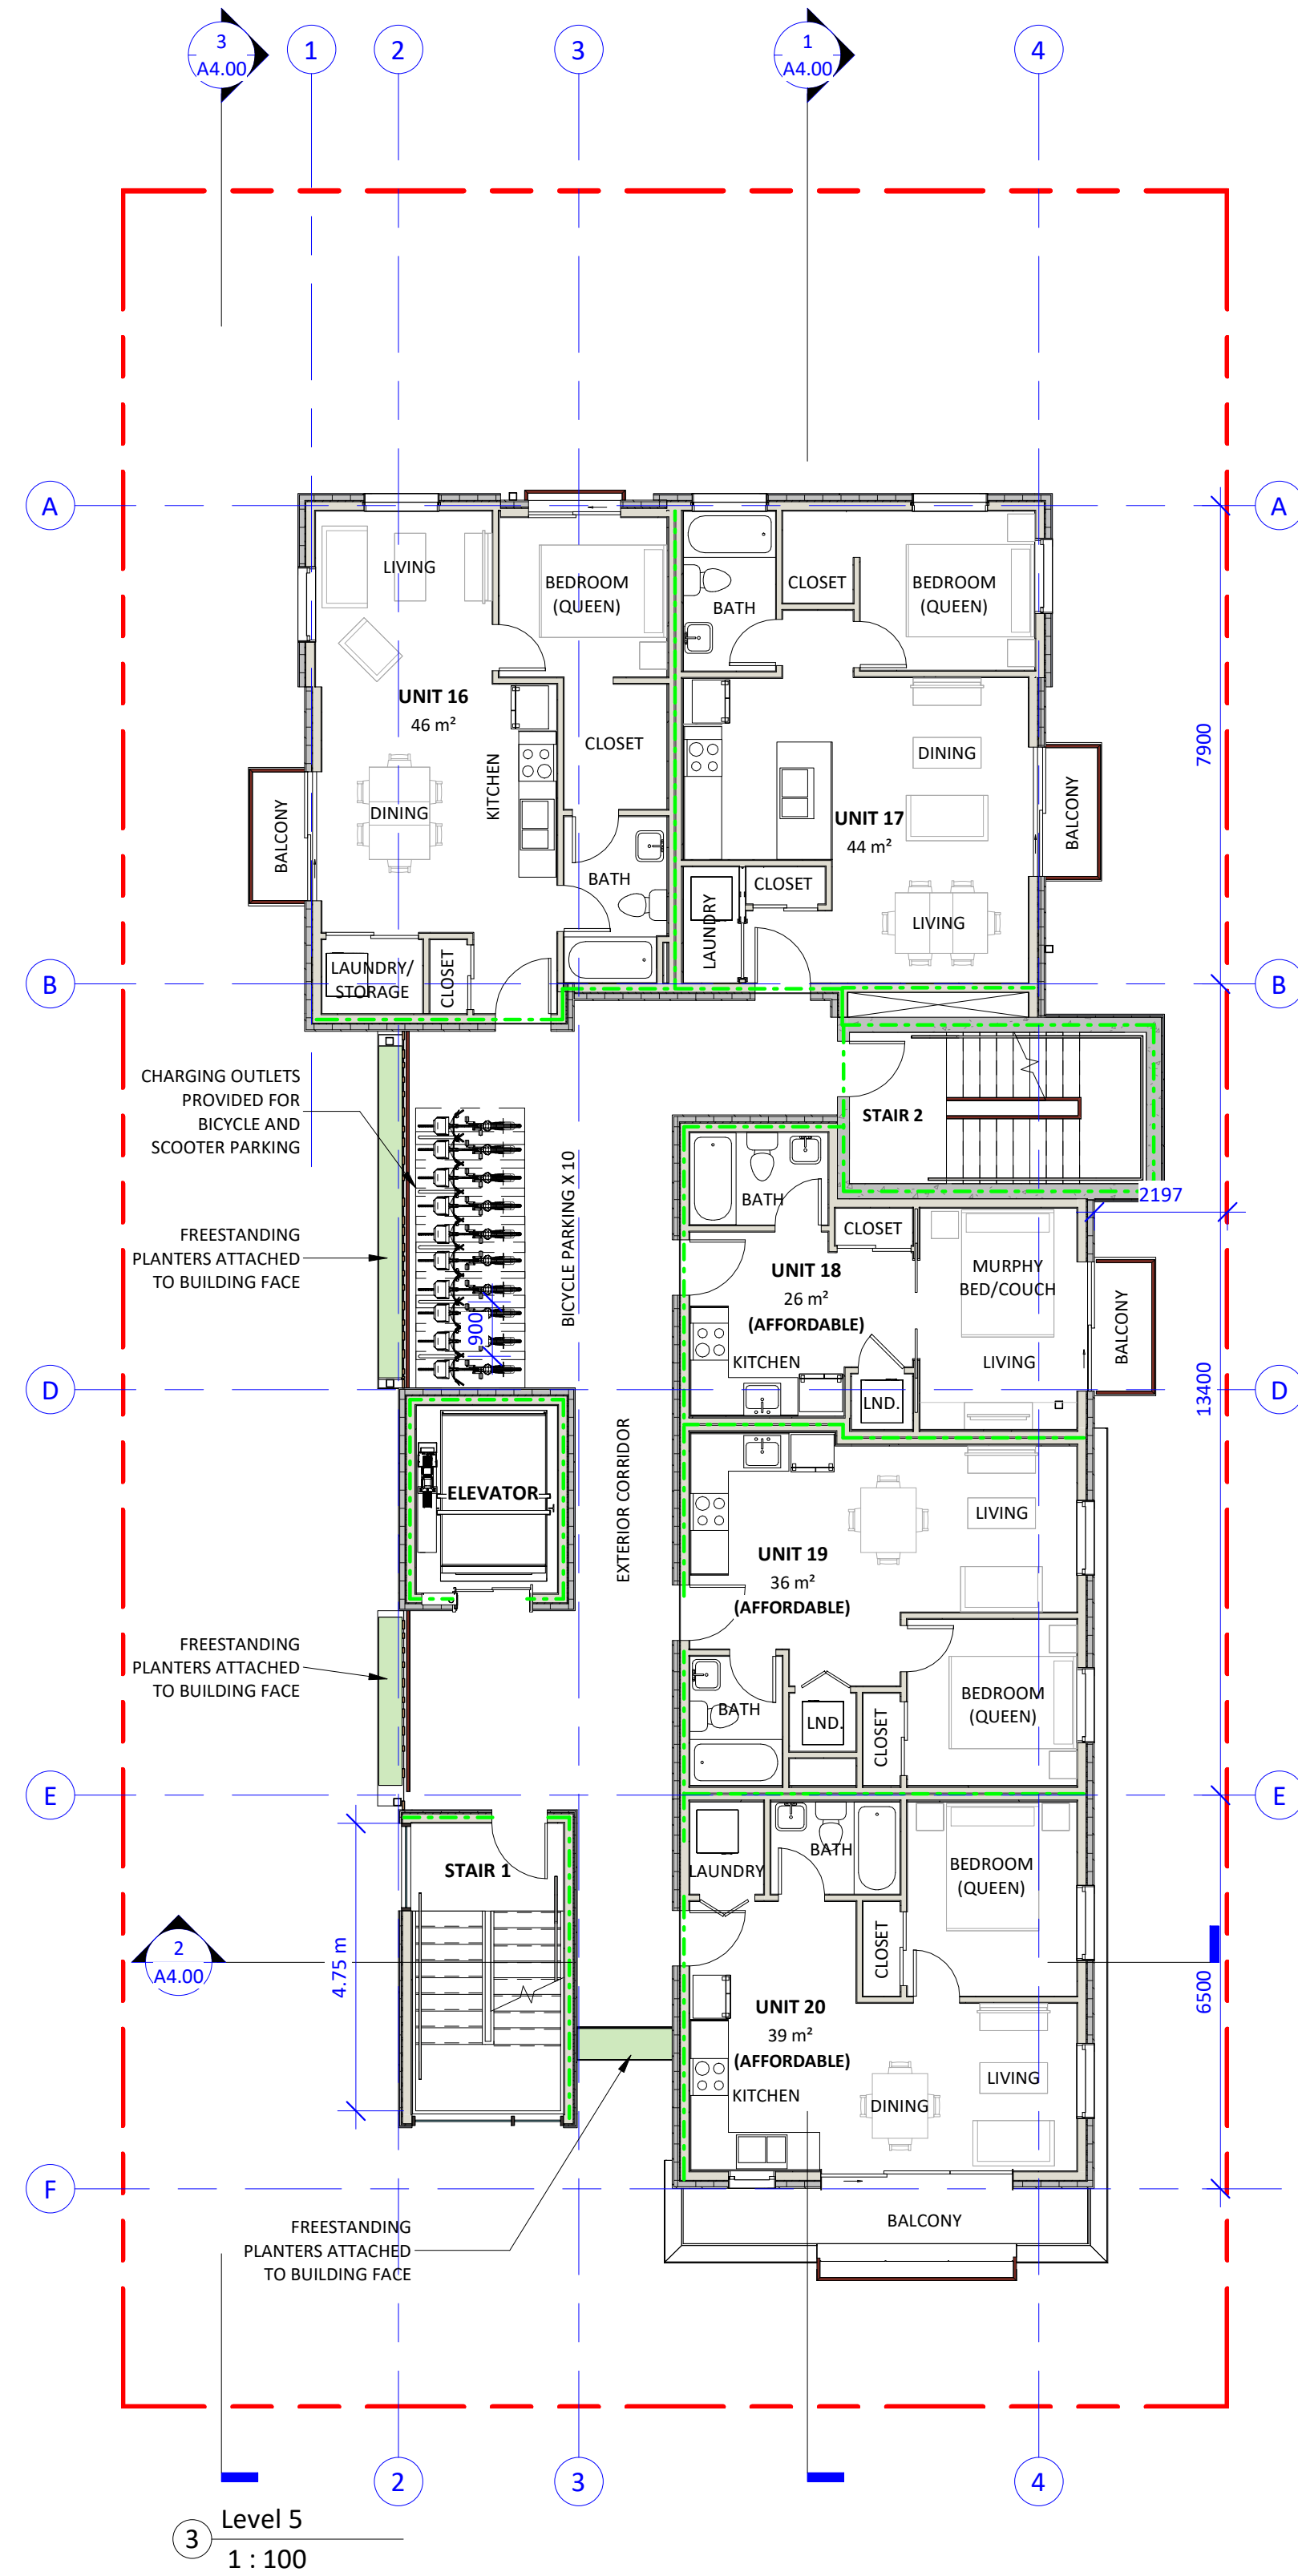 3
A4.00
1
2
3
1
A4.00
4
A
A
LIVING
BEDROOM
(QUEEN)
CLOSET
BEDROOM
(QUEEN)
BATH
UNIT 16
46 m²
CLOSET
KITCHEN
DINING
7900
BALCONY
DINING
UNIT 17
44 m²
BALCONY
BATH
CLOSET
LAUNDRY
LIVING
B
LAUNDRY/
STORAGE
CLOSET
B
CHARGING OUTLETS
PROVIDED FOR
BICYCLE AND
SCOOTER PARKING
STAIR 2
BICYCLE PARKING X 10
BATH
2197
FREESTANDING
PLANTERS ATTACHED
TO BUILDING FACE
CLOSET
UNIT 18
26 m²
(AFFORDABLE)
MURPHY
BED/COUCH
900
KITCHEN
LIVING
BALCONY
D
LND.
13400
D
ELEVATOR
EXTERIOR CORRIDOR
LIVING
UNIT 19
36 m²
(AFFORDABLE)
FREESTANDING
PLANTERS ATTACHED
TO BUILDING FACE
BATH
LND.
CLOSET
BEDROOM
(QUEEN)
E
E
STAIR 1
LAUNDRY
BATH
BEDROOM
(QUEEN)
2
A4.00
4.75 m
CLOSET
6500
UNIT 20
39 m²
(AFFORDABLE)
KITCHEN
DINING
LIVING
F
FREESTANDING
PLANTERS ATTACHED
TO BUILDING FACE
BALCONY
2
3
4
3
Level 5
1 : 100